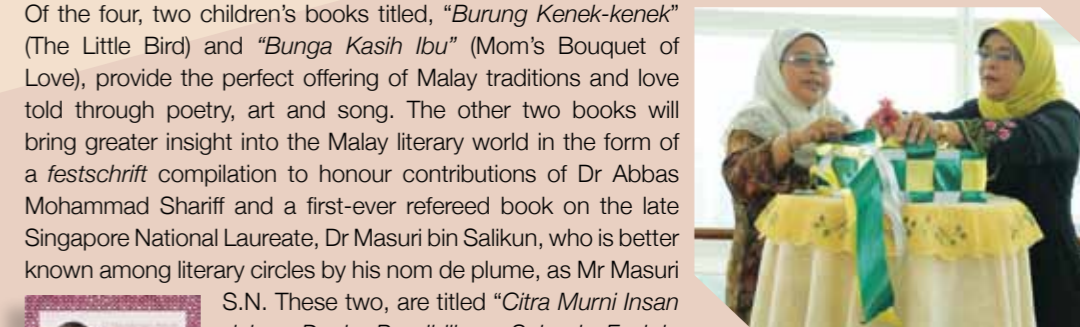 Of the four, two children’s books titled, “Burung Kenek-kenek”
(The Little Bird) and “Bunga Kasih Ibu” (Mom’s Bouquet of
Love), provide the perfect offering of Malay traditions and love
told through poetry, art and song. The other two books will
bring greater insight into the Malay literary world in the form of
a festschrift compilation to honour contributions of Dr Abbas
Mohammad Shariff and a first-ever refereed book on the late
Singapore National Laureate, Dr Masuri bin Salikun, who is better
known among literary circles by his nom de plume, as Mr Masuri
S.N. These two, are titled “Citra Murni Insan